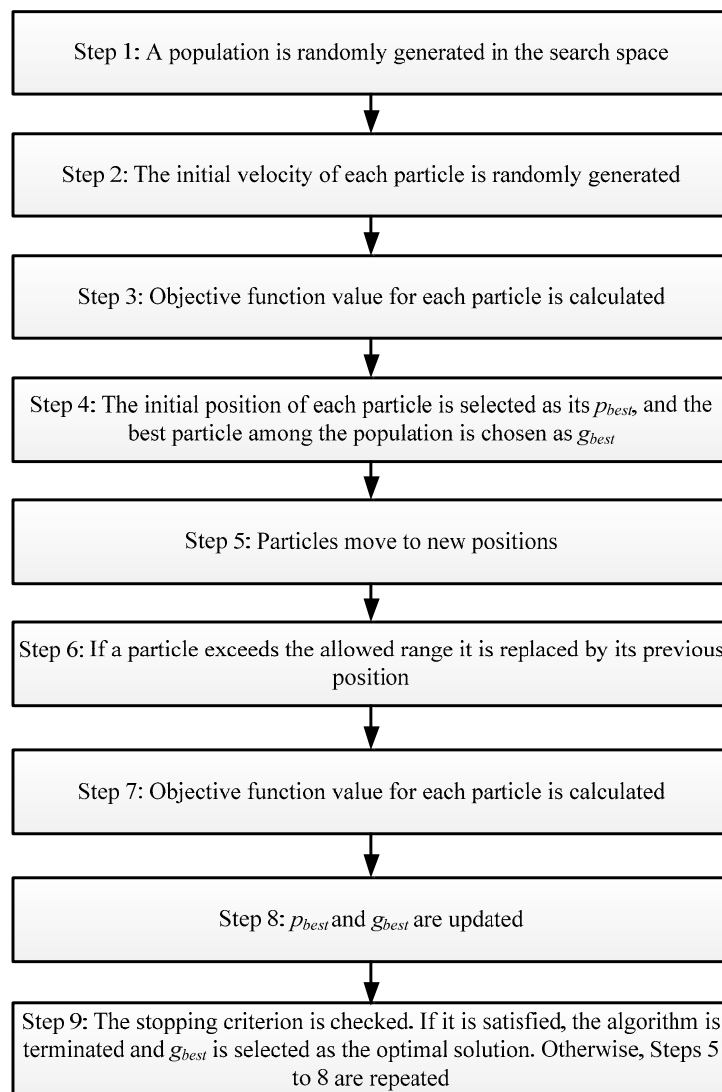 Step 1: A population is randomly generated in the search space
Step 2: The initial velocity of each particle is randomly generated
Step 3: Objective function value for each particle is calculated
Step 4: The initial position of each particle is selected as its p_best, and the
best particle among the population is chosen as g_best
Step 5: Particles move to new positions
Step 6: If a particle exceeds the allowed range it is replaced by its previous
position
Step 7: Objective function value for each particle is calculated
Step 8: p_best and g_best are updated
Step 9: The stopping criterion is checked. If it is satisfied, the algorithm is
terminated and g_best is selected as the optimal solution. Otherwise, Steps 5
to 8 are repeated